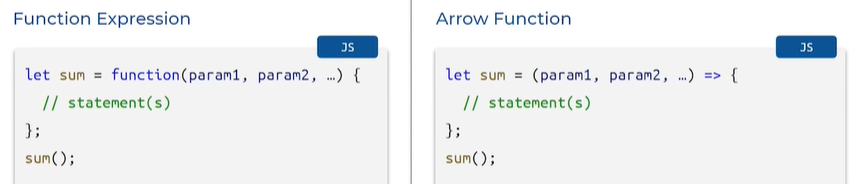 Function Expression
JS
let sum = function(param1, param2, …) {
// statement(s)
};
sum();
Arrow Function
JS
let sum = (param1, param2, …) => {
// statement(s)
};
sum();